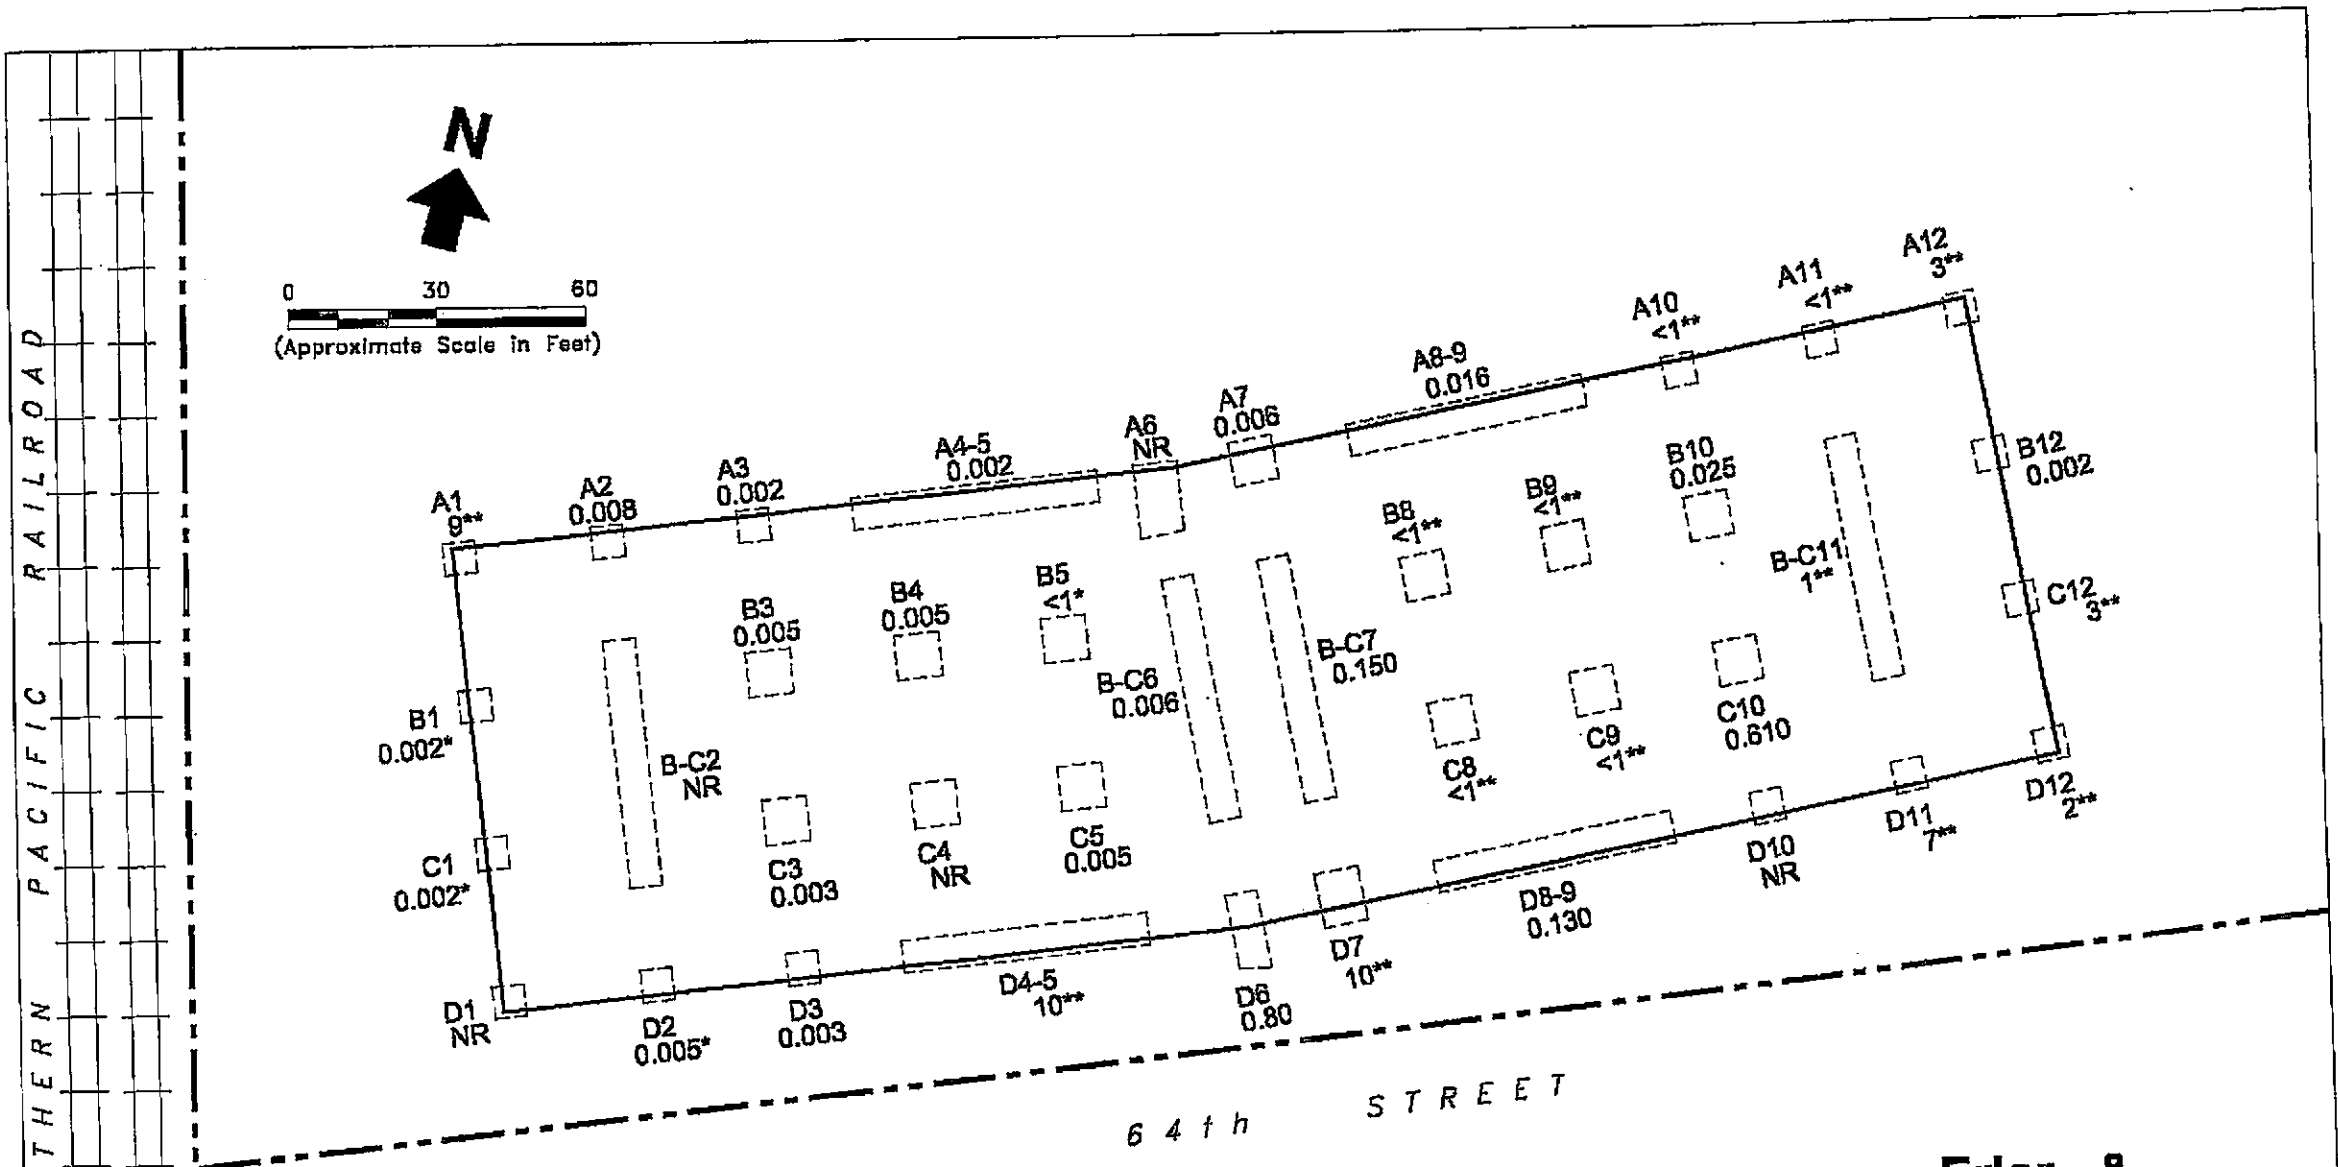 N
0 30 60
(Approximate Scale in Feet)
THERN PACIFIC RAILROAD
A1
9**
A2
0.008
A3
0.002
A4-5
0.002
A6
NR
A7
0.006
A8-9
0.016
A10
<1**
A11
<1**
A12
3**
B1
0.002*
B-C2
NR
B3
0.005
B4
0.005
B5
<1*
B-C6
0.006
B-C7
0.150
B8
<1**
B9
<1**
B10
0.025
B-C11
1**
B12
0.002
C1
0.002*
C3
0.003
C4
NR
C5
0.005
C8
<1**
C9
<1**
C10
0.610
C12
3**
D1
NR
D2
0.005*
D3
0.003
D4-5
10**
D6
0.80
D7
10**
D8-9
0.130
D10
NR
D11
7**
D12
2**
64th STREET